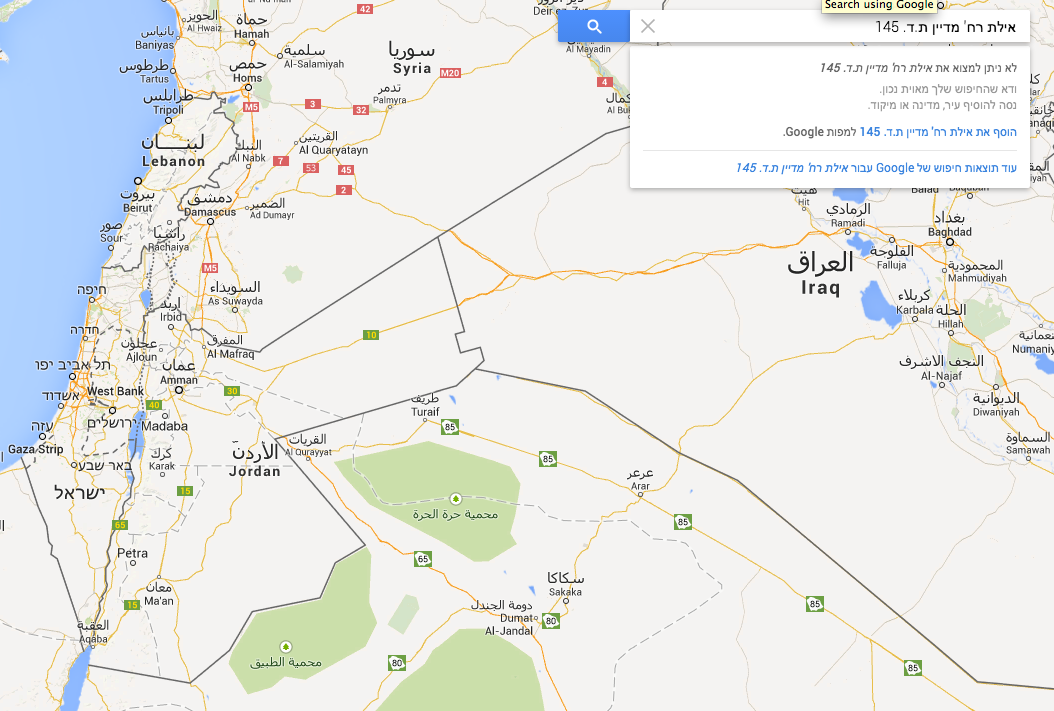 Search using Google
אילת רח' מדיין ת.ד. 145
לא ניתן למצוא את אילת רח' מדיין ת.ד. 145
ודא שהחיפוש שלך מאוית נכון.
נסה להוסיף עיר, מדינה או מיקוד.
הוסף את אילת רח' מדיין ת.ד. 145 למפות Google.
עוד תוצאות חיפוש של Google עבור אילת רח' מדיין ת.ד. 145
42
الحويز
Al Hwaiz
حماة
Hamah
بانياس
Baniyas
سلمية
Al-Salamiyah
سوريا
Syria
Al Mayadin
حمص
Homs
طرطوس
Tartus
M20
4
تدمر
Palmyra
طرابلس
Tripoli
M5
3
32
القريتين
Al Quryatayn
لبنان
Lebanon
النبك
Al Nabk
7
53
45
2
بيروت
Beirut
دمشق
Damascus
الضمير
Ad Dumayr
صور
Sour
راشيا
Rachaiya
هيت
Hit
الرمادي
Ramadi
بغداد
Baghdad
الفلوجة
Falluja
العراق
Iraq
المحمودية
Mahmudiyah
M5
السويداء
As Suwayda
חיפה
اربد
Irbid
كربلاء
Karbala
الحلة
Hillah
חדרה
عجلون
Ajloun
المفرق
Al Mafraq
10
תל אביב יפו
عمان
Amman
النجف الاشرف
Al-Najaf
אשדוד
West Bank
30
40
طريف
Turaif
الديوانية
Diwaniyah
עזה
Gaza Strip
ירושלים
Madaba
85
السماوة
Samawah
באר שבע
كرك
Karak
الأردن
Jordan
القريات
Al Qurayyat
85
ישראל
15
عرعر
Arar
65
محمية حرة الحرة
85
Petra
65
معان
Ma'an
15
سكاكا
Sakaka
دومة الجندل
Dumat
Al-Jandal
80
85
العقبة
Aqaba
محمية الطبيق
80
85